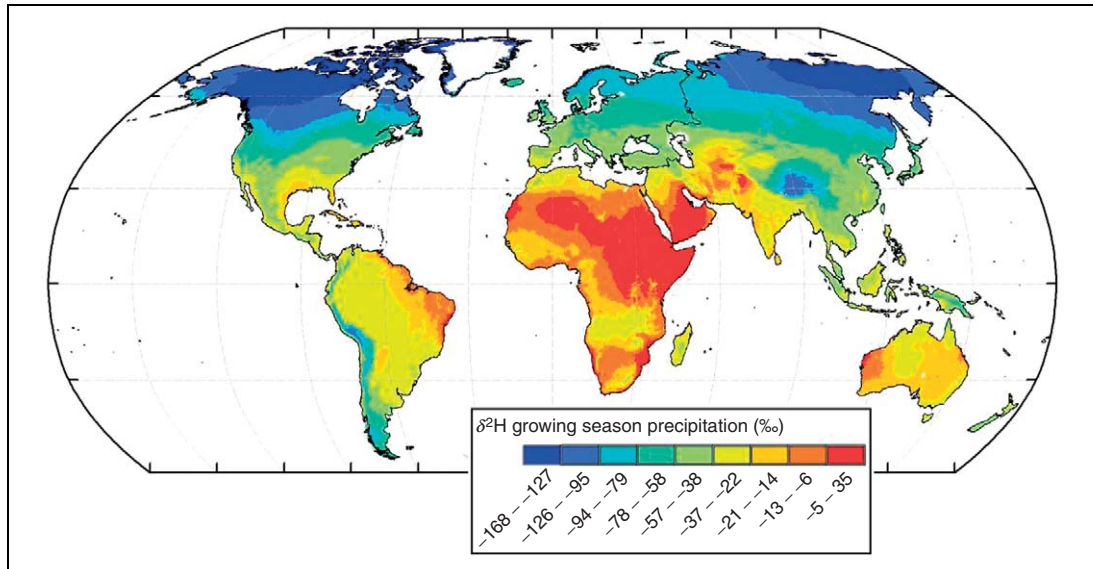 δ²H growing season precipitation (‰)
–168 – –127
–126 – –95
–94 – –79
–78 – –58
–57 – –38
–37 – –22
–21 – –14
–13 – –6
–5 – 35